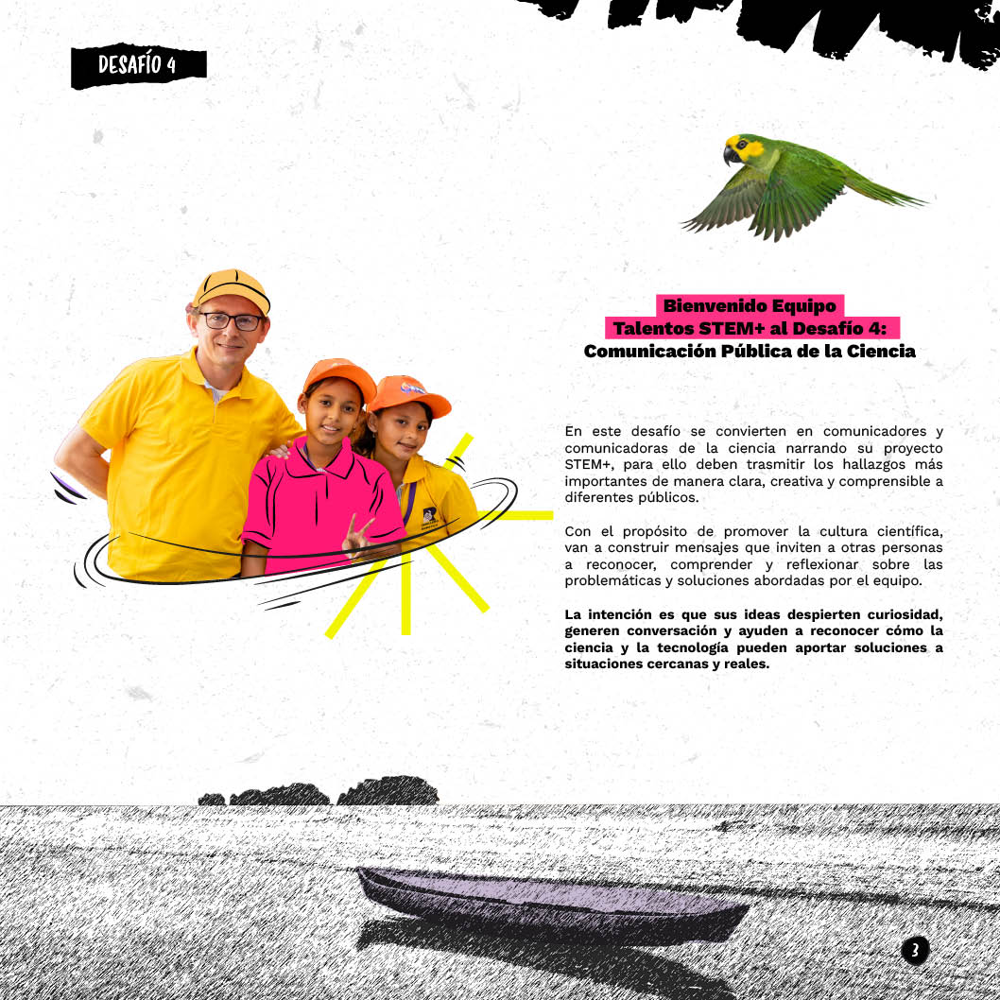 DESAFÍO 4
Bienvenido Equipo
Talentos STEM+ al Desafío 4:
Comunicación Pública de la Ciencia
En este desafío se convierten en comunicadores y
comunicadoras de la ciencia narrando su proyecto
STEM+, para ello deben trasmitir los hallazgos más
importantes de manera clara, creativa y comprensible a
diferentes públicos.
Con el propósito de promover la cultura científica,
van a construir mensajes que inviten a otras personas
a reconocer, comprender y reflexionar sobre las
problemáticas y soluciones abordadas por el equipo.
La intención es que sus ideas despierten curiosidad,
generen conversación y ayuden a reconocer cómo la
ciencia y la tecnología pueden aportar soluciones a
situaciones cercanas y reales.
3